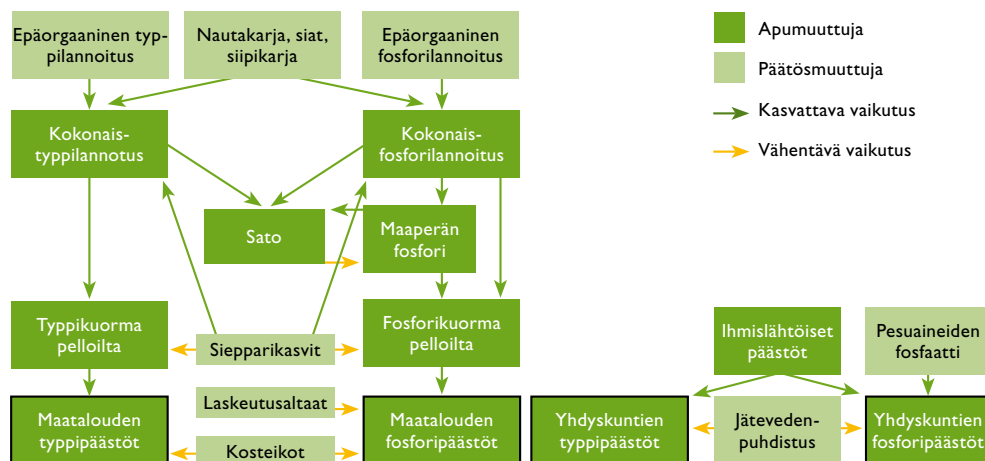 Epäorgaaninen typ-
pilannoitus
Nautakarja, siat,
siipikarja
Epäorgaaninen
fosforilannoitus
Kokonais-
typpilannotus
Kokonais-
fosforilannoitus
Sato
Maaperän
fosfori
Typpikuorma
pelloilta
Siepparikasvit
Fosforikuorma
pelloilta
Laskeutusaltaat
Maatalouden
typpipäästöt
Kosteikot
Maatalouden
fosforipäästöt
Apumuuttuja
Päätösmuuttuja
Kasvattava vaikutus
Vähentävä vaikutus
Ihmislähtöiset
päästöt
Pesuaineiden
fosfaatti
Yhdyskuntien
typpipäästöt
Jäteveden-
puhdistus
Yhdyskuntien
fosforipäästöt